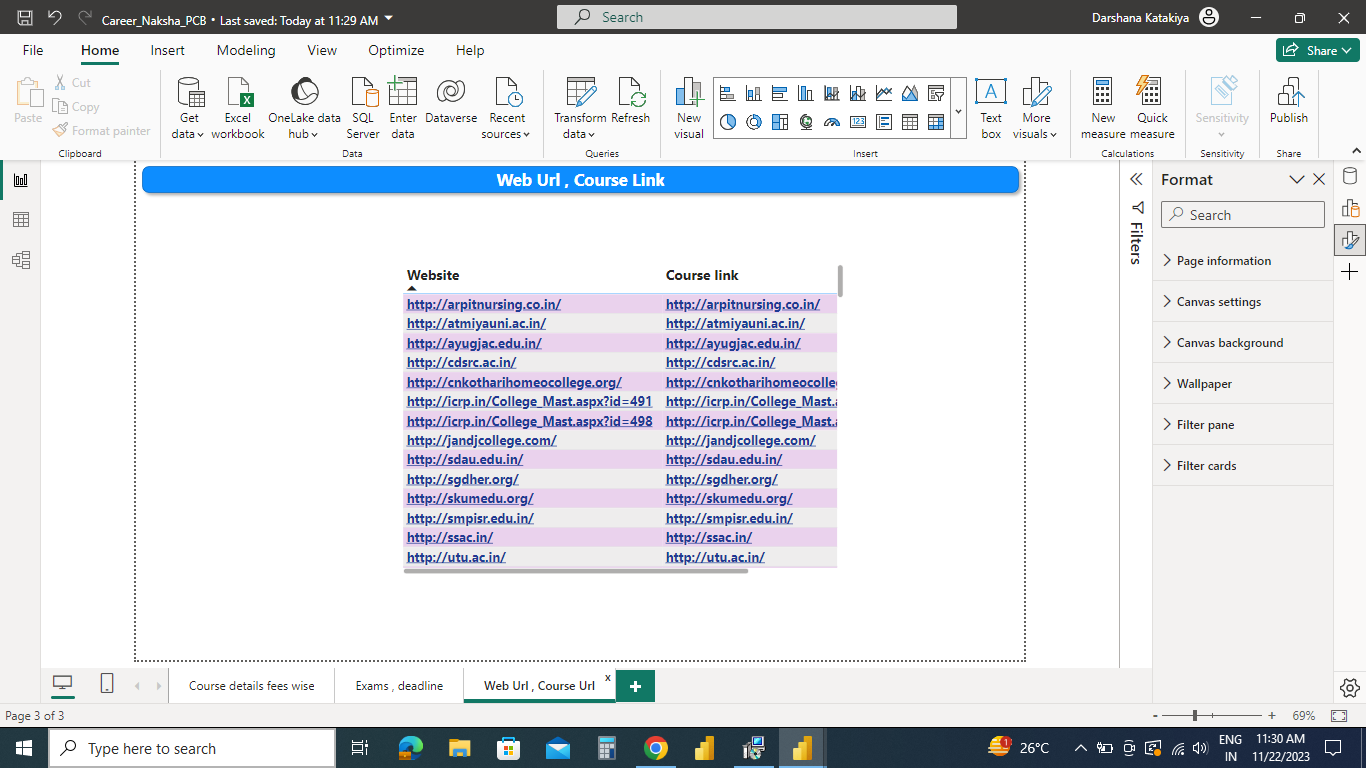 Career_Naksha_PCB • Last saved: Today at 11:29 AM
Search
Darshana Katakiya
File Home Insert Modeling View Optimize Help
Share
Paste
Cut
Copy
Format painter
Clipboard
Get data
Excel workbook
OneLake data hub
SQL Server
Enter data
Dataverse
Recent sources
Data
Transform data
Refresh
Queries
New visual
123
A
Text box
More visuals
Insert
New measure
Quick measure
Calculations
Sensitivity
Sensitivity
Publish
Share
Web Url , Course Link
Website Course link
http://arpitnursing.co.in/ http://arpitnursing.co.in/
http://atmiyauni.ac.in/ http://atmiyauni.ac.in/
http://ayugjac.edu.in/ http://ayugjac.edu.in/
http://cdsrc.ac.in/ http://cdsrc.ac.in/
http://cnkotharihomeocollege.org/ http://cnkotharihomeocolle
http://icrp.in/College_Mast.aspx?id=491 http://icrp.in/College_Mast.a
http://icrp.in/College_Mast.aspx?id=498 http://icrp.in/College_Mast.a
http://jandjcollege.com/ http://jandjcollege.com/
http://sdau.edu.in/ http://sdau.edu.in/
http://sgdher.org/ http://sgdher.org/
http://skumedu.org/ http://skumedu.org/
http://smpisr.edu.in/ http://smpisr.edu.in/
http://ssac.in/ http://ssac.in/
http://utu.ac.in/ http://utu.ac.in/
Filters
Format
Search
Page information
Canvas settings
Canvas background
Wallpaper
Filter pane
Filter cards
Course details fees wise
Exams , deadline
Web Url , Course Url
x
+
Page 3 of 3
- + 69%
Type here to search
1
26°C
ENG
IN
11:30 AM
11/22/2023